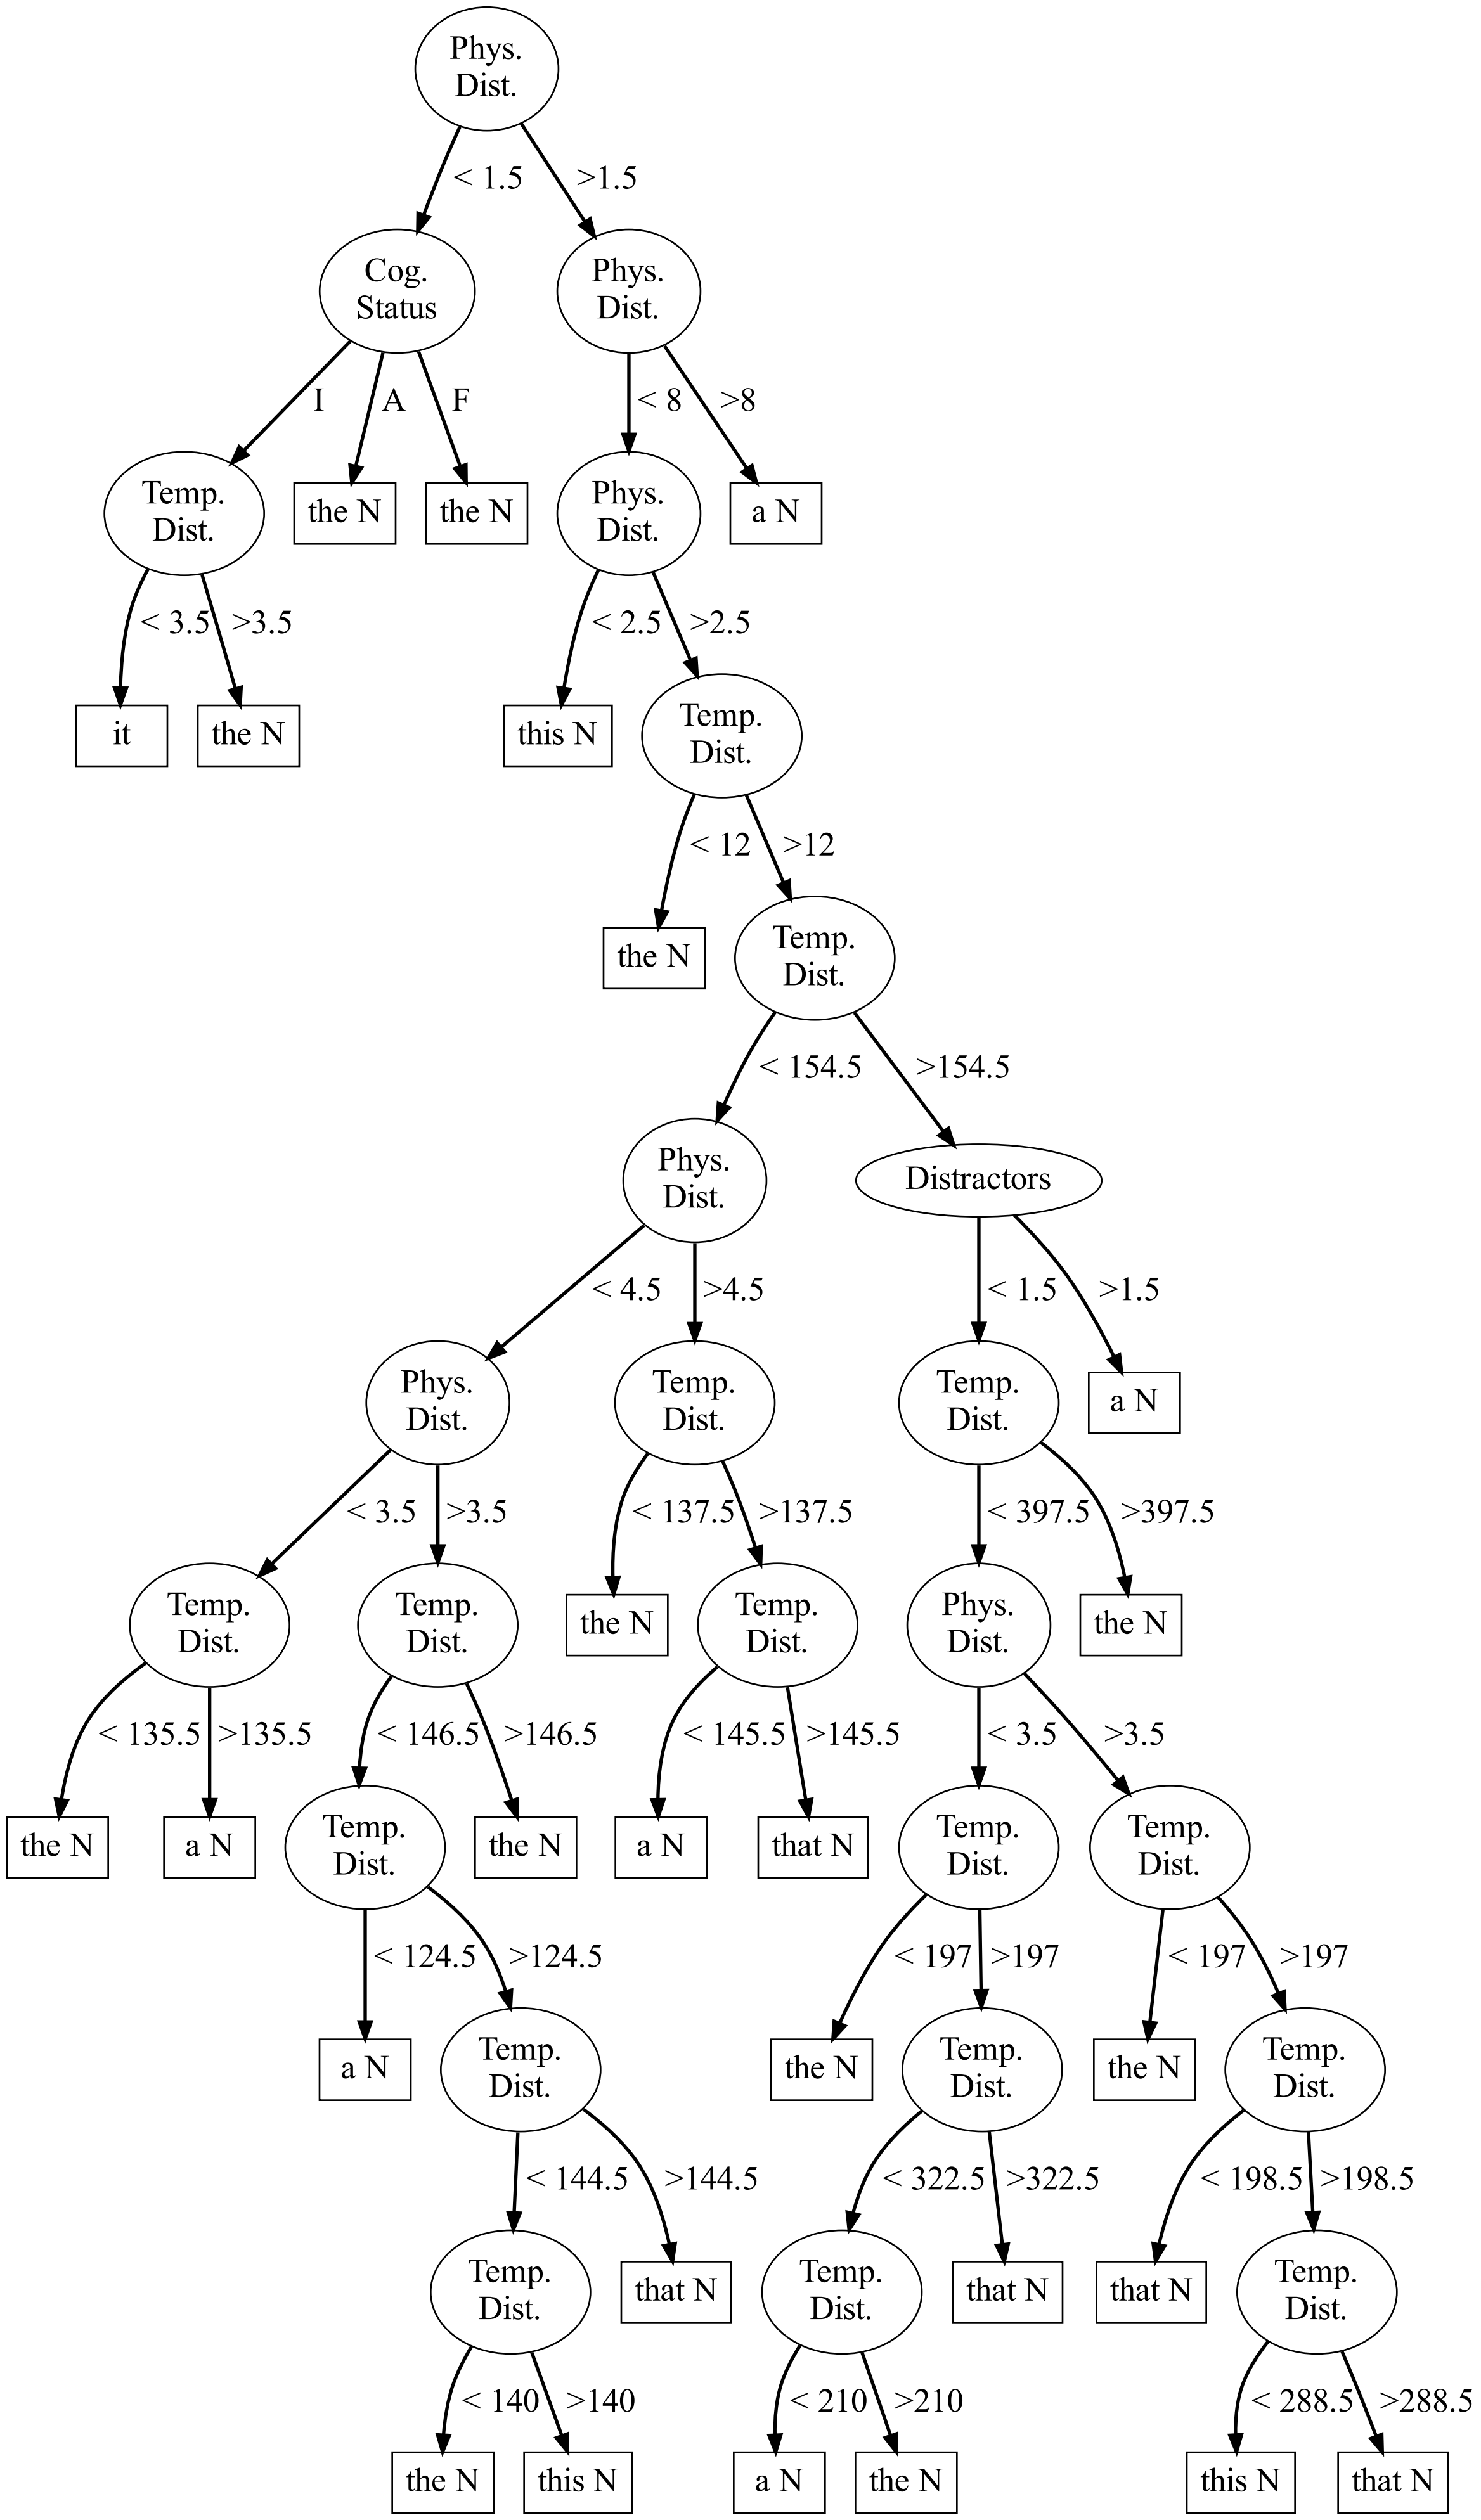 Phys.
Dist.
< 1.5
>1.5
Cog.
Status
Phys.
Dist.
I
A
F
< 8
>8
Temp.
Dist.
the N
the N
Phys.
Dist.
a N
< 3.5
>3.5
< 2.5
>2.5
it
the N
this N
Temp.
Dist.
< 12
>12
the N
Temp.
Dist.
< 154.5
>154.5
Phys.
Dist.
Distractors
< 4.5
>4.5
< 1.5
>1.5
Phys.
Dist.
Temp.
Dist.
Temp.
Dist.
a N
< 3.5
>3.5
< 137.5
>137.5
< 397.5
>397.5
Temp.
Dist.
Temp.
Dist.
the N
Temp.
Dist.
Phys.
Dist.
the N
< 135.5
>135.5
< 146.5
>146.5
< 145.5
>145.5
< 3.5
>3.5
the N
a N
Temp.
Dist.
the N
a N
that N
Temp.
Dist.
Temp.
Dist.
< 124.5
>124.5
< 197
>197
< 197
>197
a N
Temp.
Dist.
the N
Temp.
Dist.
the N
Temp.
Dist.
< 144.5
>144.5
< 322.5
>322.5
< 198.5
>198.5
Temp.
Dist.
that N
Temp.
Dist.
that N
that N
Temp.
Dist.
< 140
>140
< 210
>210
< 288.5
>288.5
the N
this N
a N
the N
this N
that N